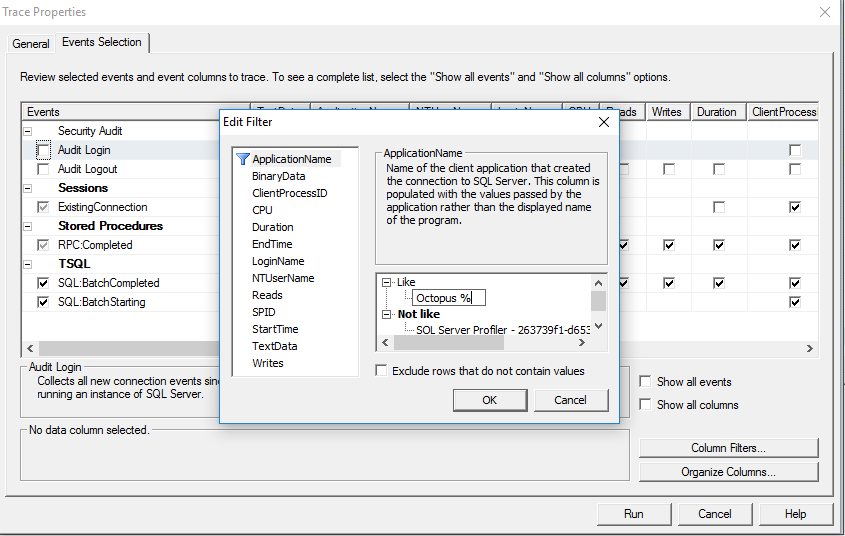 Trace Properties
General
Events Selection
Review selected events and event columns to trace. To see a complete list, select the "Show all events" and "Show all columns" options.
Events
Writes
Duration
ClientProcess
Security Audit
Audit Login
Audit Logout
Sessions
ExistingConnection
Stored Procedures
RPC:Completed
TSQL
SQL:BatchCompleted
SQL:BatchStarting
Edit Filter
ApplicationName
BinaryData
ClientProcessID
CPU
Duration
EndTime
LoginName
NTUserName
Reads
SPID
StartTime
TextData
Writes
ApplicationName
Name of the client application that created
the connection to SQL Server. This column is
populated with the values passed by the
application rather than the displayed name
of the program.
Like
Octopus %
Not like
SQL Server Profiler - 263739f1-d653
Exclude rows that do not contain values
OK
Cancel
Audit Login
Collects all new connection events
running an instance of SQL Server.
Show all events
Show all columns
No data column selected.
Column Filters...
Organize Columns...
Run
Cancel
Help